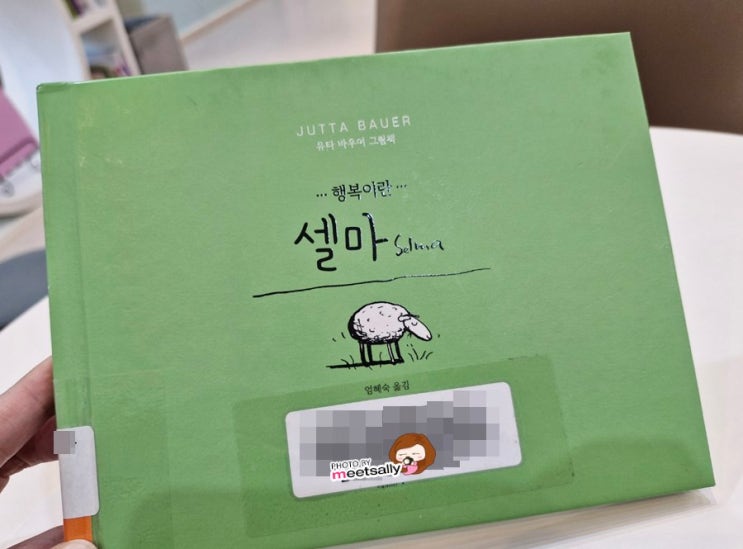 JUTTA BAUER
유타 바우어 그림책
… 행복이란 …
셀마 Selma
엄혜숙 옮김
PHOTO BY
meetsally